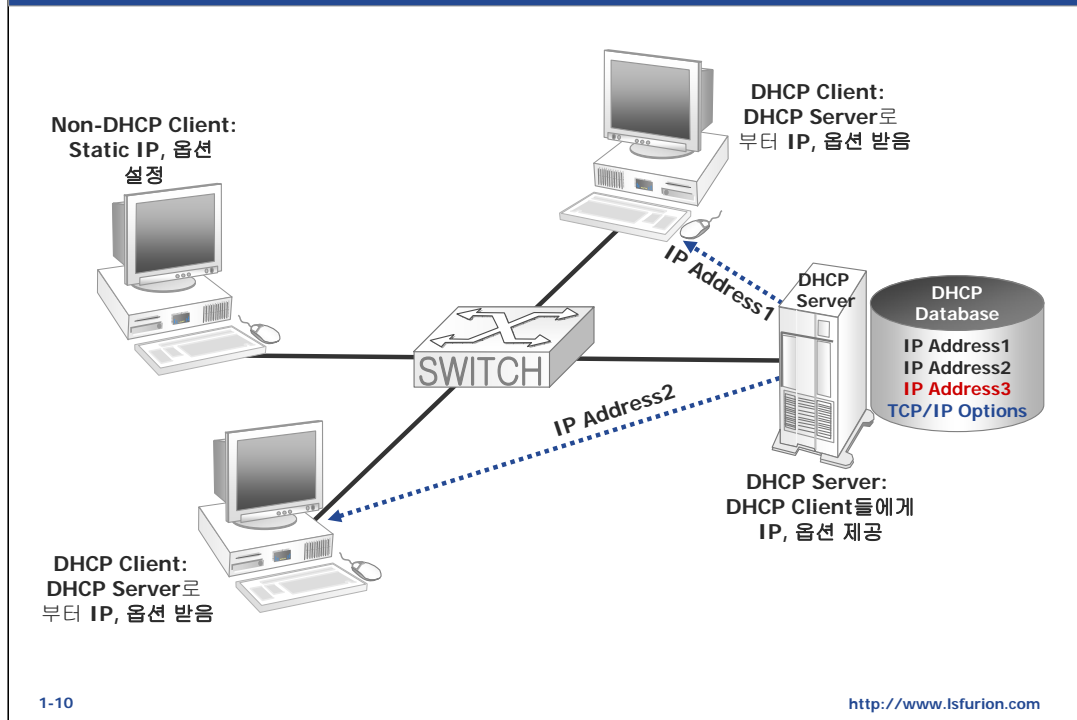 DHCP Client:
DHCP Server로
부터 IP, 옵션 받음
Non-DHCP Client:
Static IP, 옵션
설정
IP Address1
DHCP
Server
DHCP
Database
IP Address1
IP Address2
IP Address3
TCP/IP Options
SWITCH
IP Address2
DHCP Server:
DHCP Client들에게
IP, 옵션 제공
DHCP Client:
DHCP Server로
부터 IP, 옵션 받음
1-10
http://www.lsfurion.com